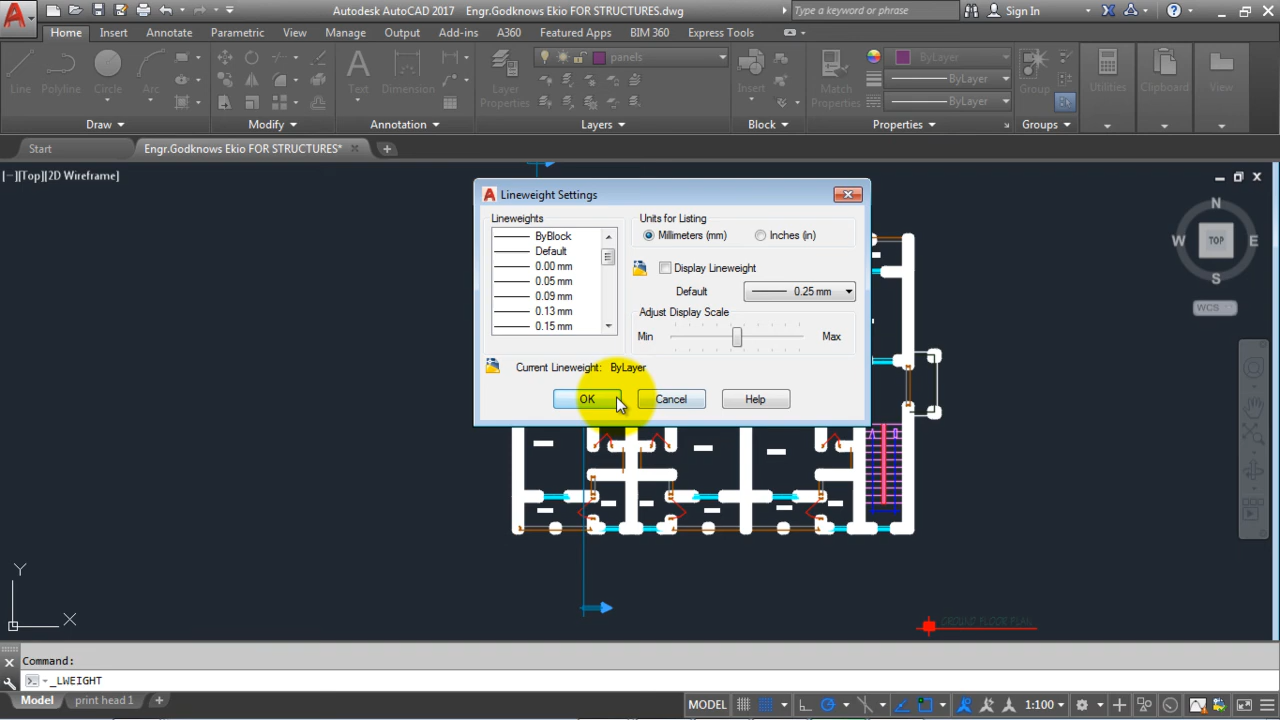 Autodesk AutoCAD 2017 Engr.Godknows Ekio FOR STRUCTURES.dwg Type a keyword or phrase Sign In
Home Insert Annotate Parametric View Manage Output Add-ins A360 Featured Apps BIM 360 Express Tools
panels ByLayer
ByLayer
ByLayer
Line Polyline Circle Arc Text Dimension Layer Properties Insert Match Properties Group Utilities Clipboard View
Draw Modify Annotation Layers Block Properties Groups
Start Engr.Godknows Ekio FOR STRUCTURES*
[−][Top][2D Wireframe]
Lineweight Settings
Lineweights
ByBlock
Default
0.00 mm
0.05 mm
0.09 mm
0.13 mm
0.15 mm
Units for Listing
Millimeters (mm) Inches (in)
Display Lineweight
Default 0.25 mm
Adjust Display Scale
Min Max
Current Lineweight: ByLayer
OK Cancel Help
N
W TOP E
S
WCS
Y
X
GROUND FLOOR PLAN
Command:
_LWEIGHT
Model print head 1
MODEL 1:100